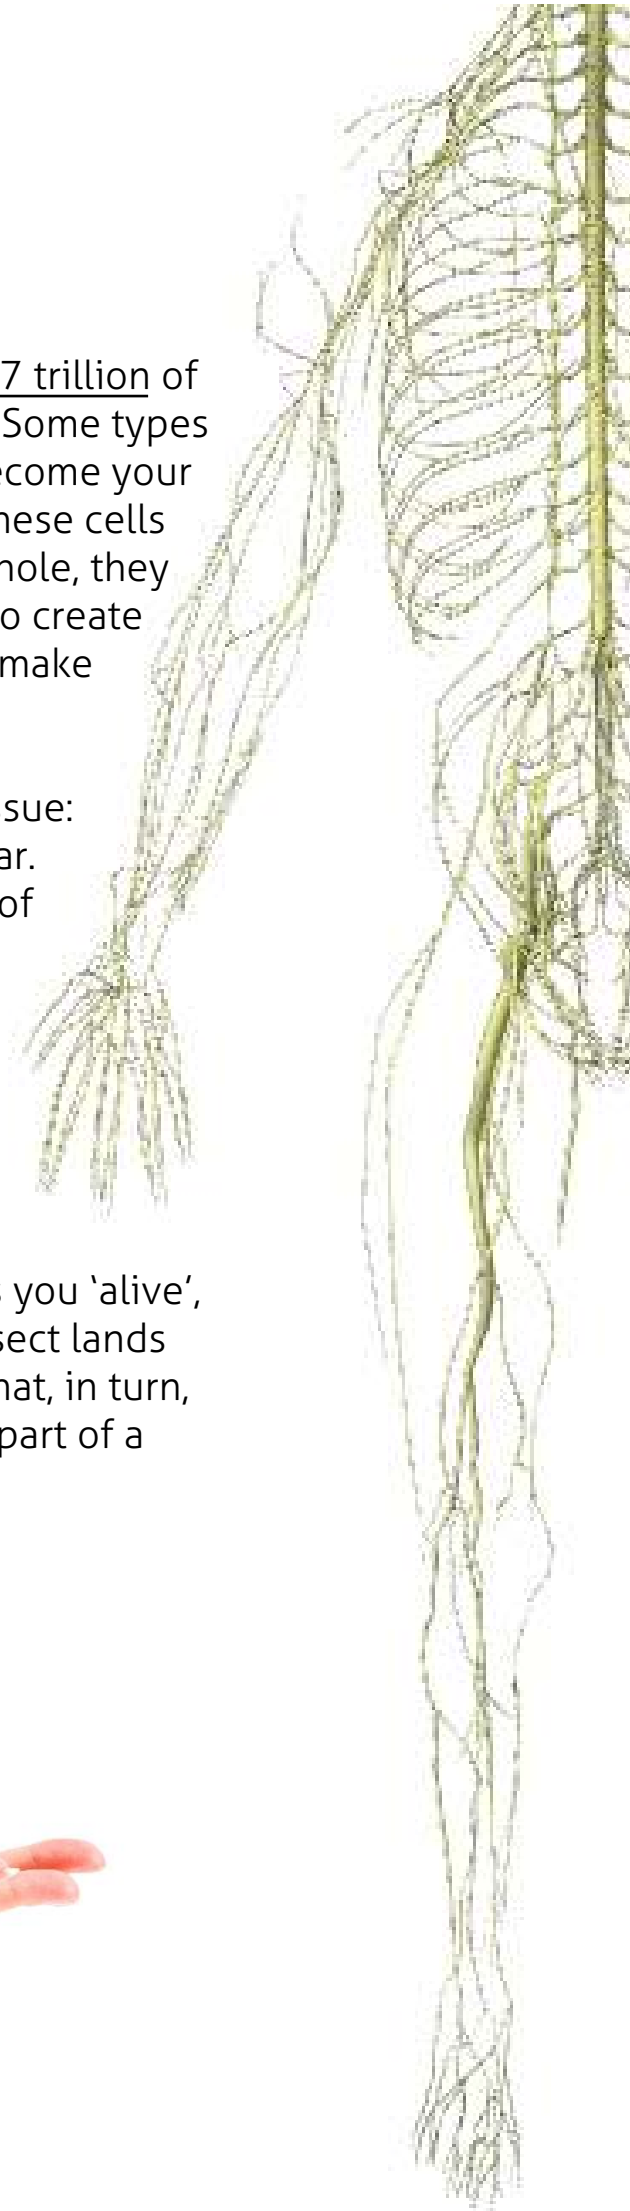 7 trillion of
Some types
ecome your
hese cells
hole, they
o create
make
ssue:
ar.
of
s you ‘alive’,
sect lands
hat, in turn,
part of a